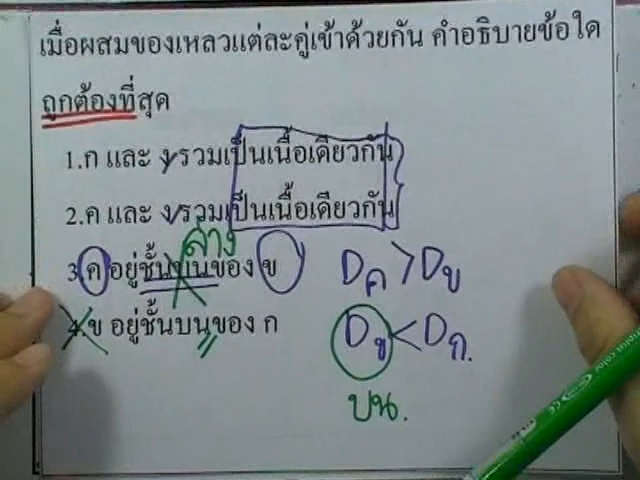 เมื่อผสมของเหลวแต่ละคู่เข้าด้วยกัน คำอธิบายข้อใด
ถูกต้องที่สุด
1.ก และ ง รวมเป็นเนื้อเดียวกัน
2.ค และ ง รวมเป็นเนื้อเดียวกัน
ล่าง
3.ค อยู่ชั้นบนของ ข
Dค > Dข
4.ข อยู่ชั้นบนของ ก
Dข < Dก.
บน.